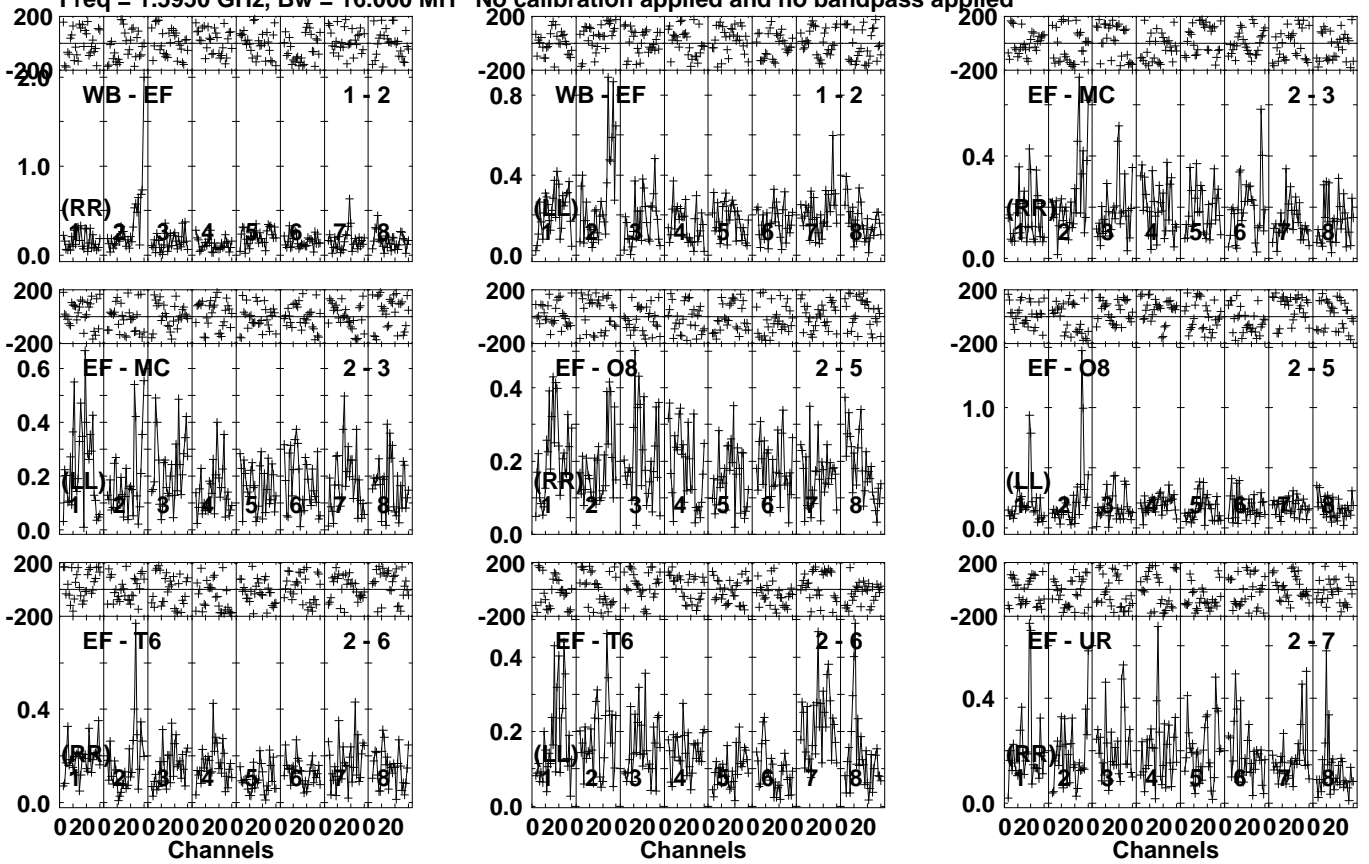 Freq = 1.5950 GHz, Bw = 16.000 MH No calibration applied and no bandpass applied
200 200 200
-200 -200
2.0 WB - EF 1 - 2 0.8 WB - EF 1 - 2 EF - MC 2 - 3
1.0 0.4 0.4
(RR) (LL) (RR)
1 2 3 4 5 6 7 8 1 2 3 4 5 6 7 8 1 2 3 4 5 6 7 8
0.0 0.0 0.0
200 200 200
-200 -200 -200
0.6 EF - MC 2 - 3 EF - O8 2 - 5 EF - O8 2 - 5
0.4 0.4 1.0
0.2 0.2
(LL) (RR) (LL)
1 2 3 4 5 6 7 8 1 2 3 4 5 6 7 8 1 2 3 4 5 6 7 8
0.0 0.0 0.0
200 200 200
-200 -200 -200
EF - T6 2 - 6 EF - T6 2 - 6 EF - UR 2 - 7
0.4 0.4 0.4
0.2
(RR) (LL) (RR)
1 2 3 4 5 6 7 8 1 2 3 4 5 6 7 8 1 2 3 4 5 6 7 8
0.0 0.0 0.0
0 20 0 20 0 20 0 20 0 20 0 20 0 20 0 20 0 20 0 20 0 20 0 20 0 20 0 20 0 20 0 20 0 20 0 20 0 20 0 20 0 20 0 20 0 20 0 20
Channels Channels Channels